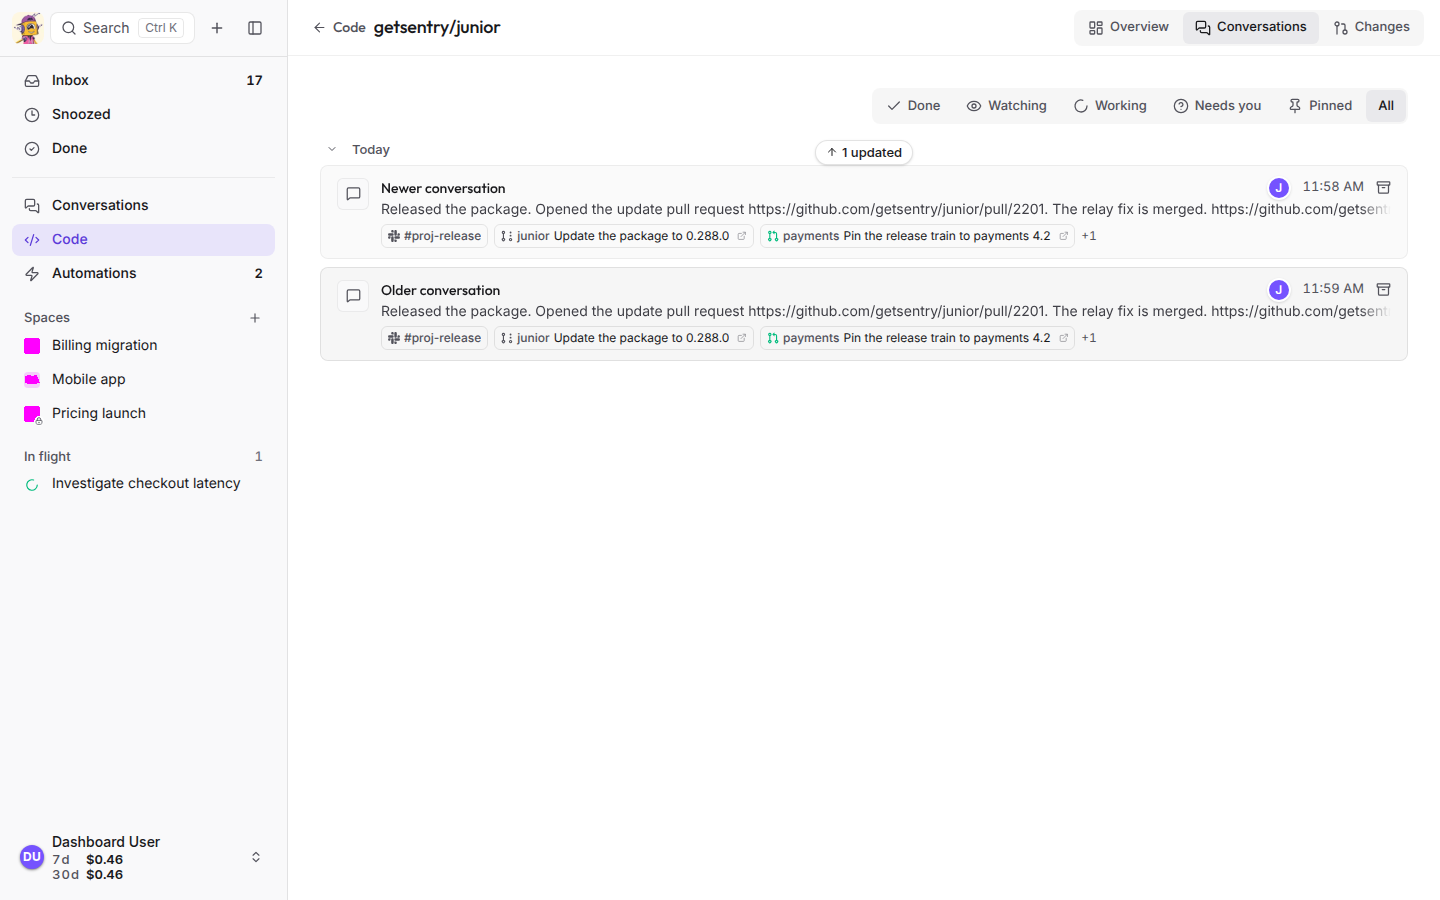 Search Ctrl K
Inbox 17
Snoozed
Done
Conversations
Code
Automations 2
Spaces
Billing migration
Mobile app
Pricing launch
In flight 1
Investigate checkout latency
DU Dashboard User
7d $0.46
30d $0.46
Code getsentry/junior
Overview Conversations Changes
Done Watching Working Needs you Pinned All
Today
1 updated
Newer conversation J 11:58 AM
Released the package. Opened the update pull request https://github.com/getsentry/junior/pull/2201. The relay fix is merged. https://github.com/getsent
#proj-release junior Update the package to 0.288.0 payments Pin the release train to payments 4.2 +1
Older conversation J 11:59 AM
Released the package. Opened the update pull request https://github.com/getsentry/junior/pull/2201. The relay fix is merged. https://github.com/getsent
#proj-release junior Update the package to 0.288.0 payments Pin the release train to payments 4.2 +1